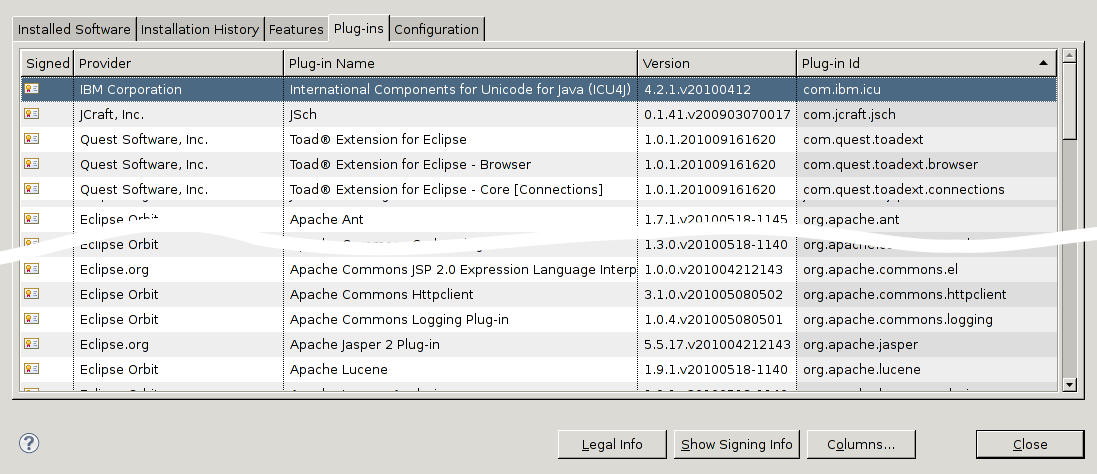 Installed Software Installation History Features Plug-ins Configuration
Signed Provider Plug-in Name Version Plug-in Id
IBM Corporation International Components for Unicode for Java (ICU4J) 4.2.1.v20100412 com.ibm.icu
JCraft, Inc. JSch 0.1.41.v200903070017 com.jcraft.jsch
Quest Software, Inc. Toad® Extension for Eclipse 1.0.1.201009161620 com.quest.toadext
Quest Software, Inc. Toad® Extension for Eclipse - Browser 1.0.1.201009161620 com.quest.toadext.browser
Quest Software, Inc. Toad® Extension for Eclipse - Core [Connections] 1.0.1.201009161620 com.quest.toadext.connections
Eclipse Orbit Apache Ant 1.7.1.v20100518-1145 org.apache.ant
Eclipse Orbit 1.3.0.v20100518-1140
Eclipse.org Apache Commons JSP 2.0 Expression Language Interp 1.0.0.v201004212143 org.apache.commons.el
Eclipse Orbit Apache Commons Httpclient 3.1.0.v201005080502 org.apache.commons.httpclient
Eclipse Orbit Apache Commons Logging Plug-in 1.0.4.v201005080501 org.apache.commons.logging
Eclipse.org Apache Jasper 2 Plug-in 5.5.17.v201004212143 org.apache.jasper
Eclipse Orbit Apache Lucene 1.9.1.v20100518-1140 org.apache.lucene
Legal Info Show Signing Info Columns... Close